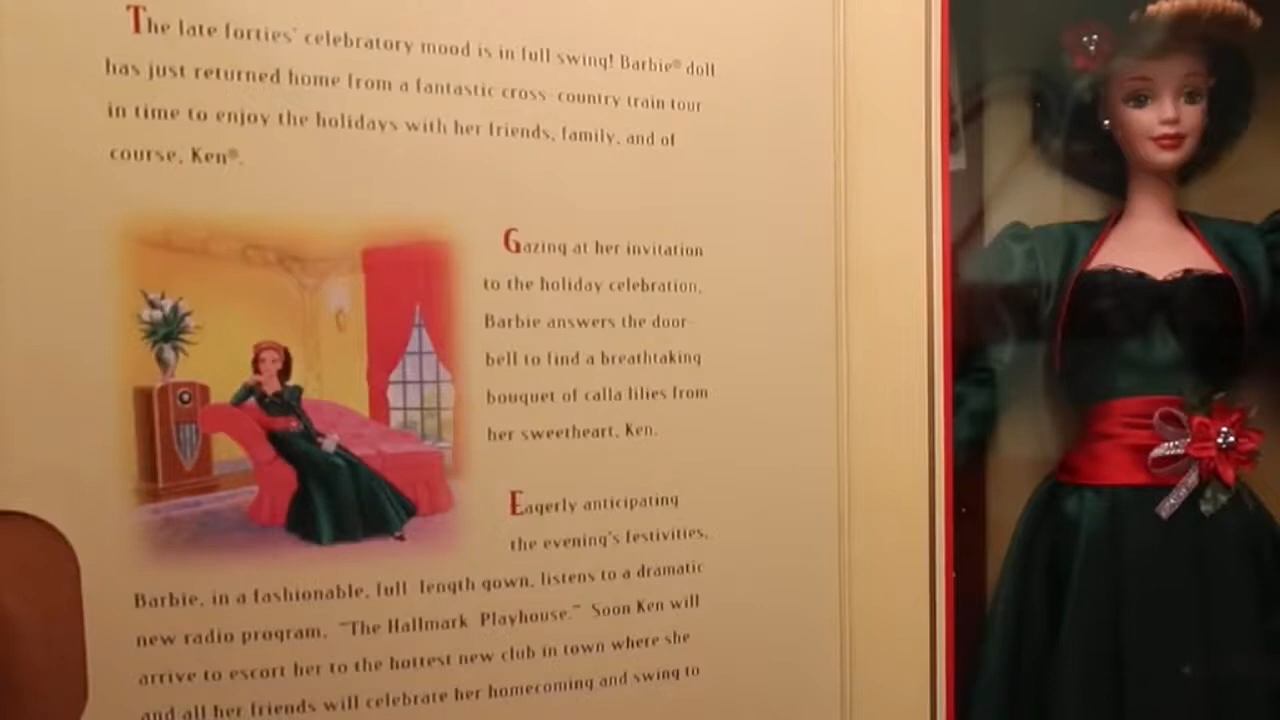 The late forties' celebratory mood is in full swing! Barbie® doll
has just returned home from a fantastic cross-country train tour
in time to enjoy the holidays with her friends, family, and of
course, Ken®.
Gazing at her invitation
to the holiday celebration,
Barbie answers the door-
bell to find a breathtaking
bouquet of calla lilies from
her sweetheart, Ken.
Eagerly anticipating
the evening's festivities,
Barbie, in a fashionable, full-length gown, listens to a dramatic
new radio program, "The Hallmark Playhouse." Soon Ken will
arrive to escort her to the hottest new club in town where she
and all her friends will celebrate her homecoming and swing to